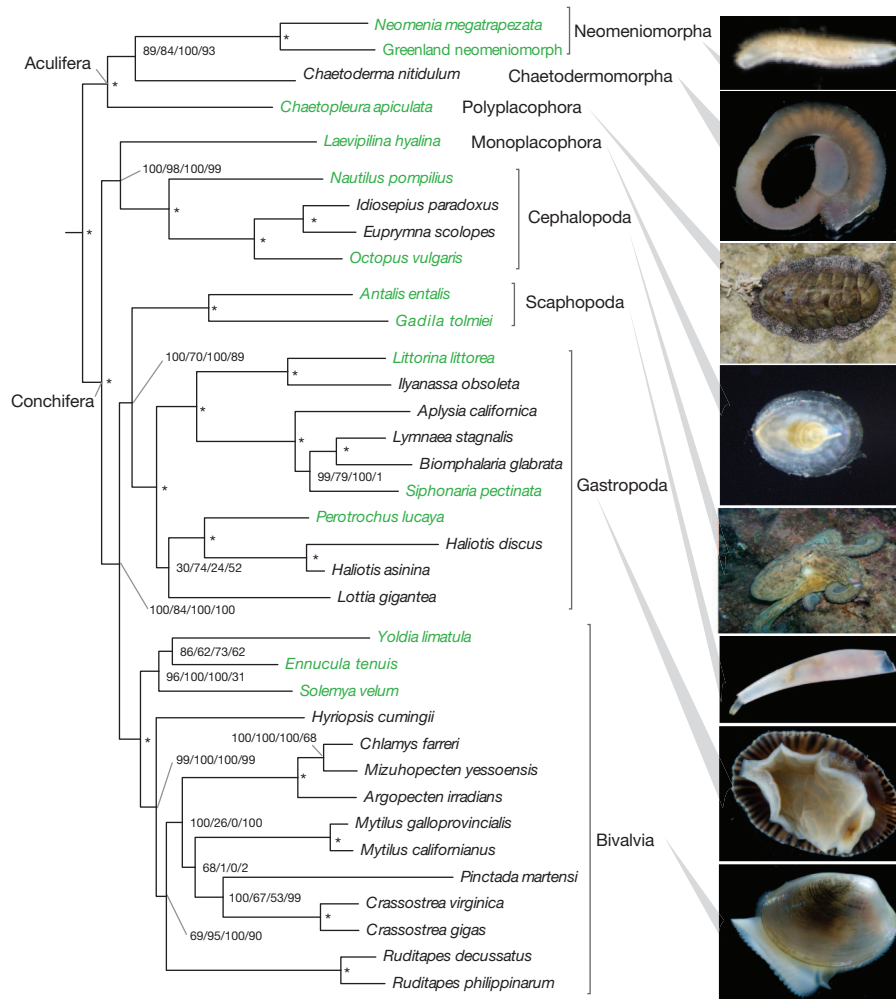 Neomenia megatrapezata
Neomeniomorpha
89/84/100/93
*
Greenland neomeniomorph
Aculifera
*
Chaetoderma nitidulum
Chaetodermomorpha
Chaetopleura apiculata
Polyplacophora
Laevipilina hyalina
Monoplacophora
100/98/100/99
Nautilus pompilius
*
Idiosepius paradoxus
*
Cephalopoda
*
Euprymna scolopes
*
Octopus vulgaris
Antalis entalis
*
Scaphopoda
Gadila tolmiei
100/70/100/89
Littorina littorea
*
*
Ilyanassa obsoleta
Conchifera
*
*
Aplysia californica
*
Lymnaea stagnalis
*
Biomphalaria glabrata
99/79/100/1
Siphonaria pectinata
Gastropoda
*
Perotrochus lucaya
*
Haliotis discus
*
30/74/24/52
Haliotis asinina
Lottia gigantea
100/84/100/100
Yoldia limatula
86/62/73/62
Ennucula tenuis
96/100/100/31
Solemya velum
Hyriopsis cumingii
*
100/100/100/68
Chlamys farreri
99/100/100/99
*
Mizuhopecten yessoensis
Argopecten irradians
100/26/0/100
Mytilus galloprovincialis
*
Bivalvia
Mytilus californianus
68/1/0/2
Pinctada martensi
100/67/53/99
Crassostrea virginica
*
Crassostrea gigas
69/95/100/90
Ruditapes decussatus
*
Ruditapes philippinarum